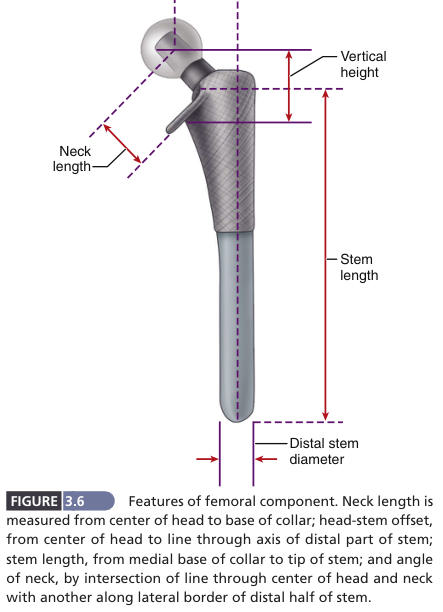 Vertical
height
Neck
length
Stem
length
Distal stem
diameter
FIGURE 3.6 Features of femoral component. Neck length is
measured from center of head to base of collar; head-stem offset,
from center of head to line through axis of distal part of stem;
stem length, from medial base of collar to tip of stem; and angle
of neck, by intersection of line through center of head and neck
with another along lateral border of distal half of stem.